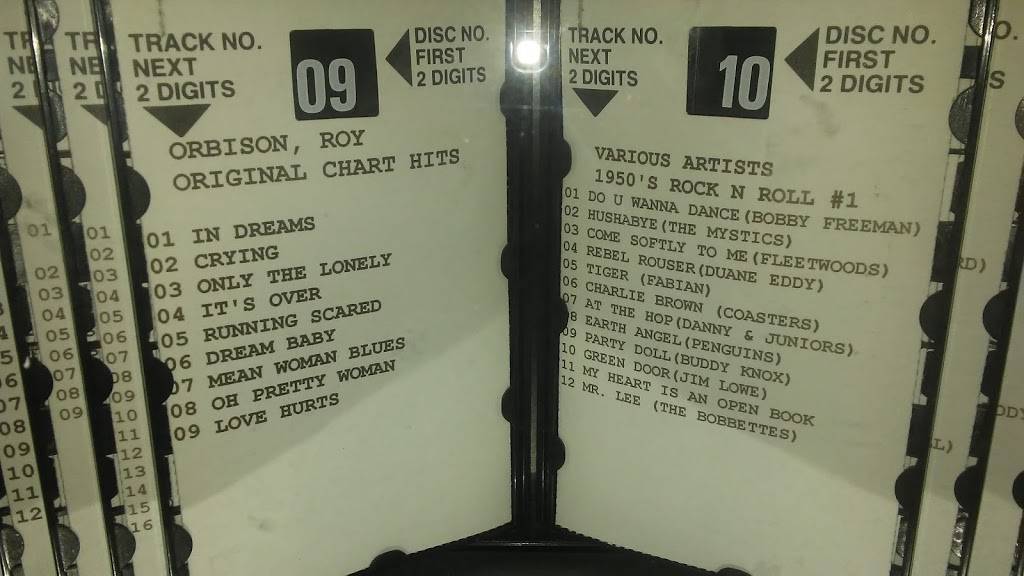 TRACK NO.
NEXT
2 DIGITS
09
DISC NO.
FIRST
2 DIGITS
ORBISON, ROY
ORIGINAL CHART HITS
01 IN DREAMS
02 CRYING
03 ONLY THE LONELY
04 IT'S OVER
05 RUNNING SCARED
06 DREAM BABY
07 MEAN WOMAN BLUES
08 OH PRETTY WOMAN
09 LOVE HURTS
TRACK NO.
NEXT
2 DIGITS
10
DISC NO.
FIRST
2 DIGITS
VARIOUS ARTISTS
1950'S ROCK N ROLL #1
01 DO U WANNA DANCE(BOBBY FREEMAN)
02 HUSHABYE(THE MYSTICS)
03 COME SOFTLY TO ME(FLEETWOODS)
04 REBEL ROUSER(DUANE EDDY)
05 TIGER (FABIAN)
06 CHARLIE BROWN (COASTERS)
07 AT THE HOP(DANNY & JUNIORS)
08 EARTH ANGEL(PENGUINS)
09 PARTY DOLL(BUDDY KNOX)
10 GREEN DOOR(JIM LOWE)
11 MY HEART IS AN OPEN BOOK
12 MR. LEE (THE BOBBETTES)